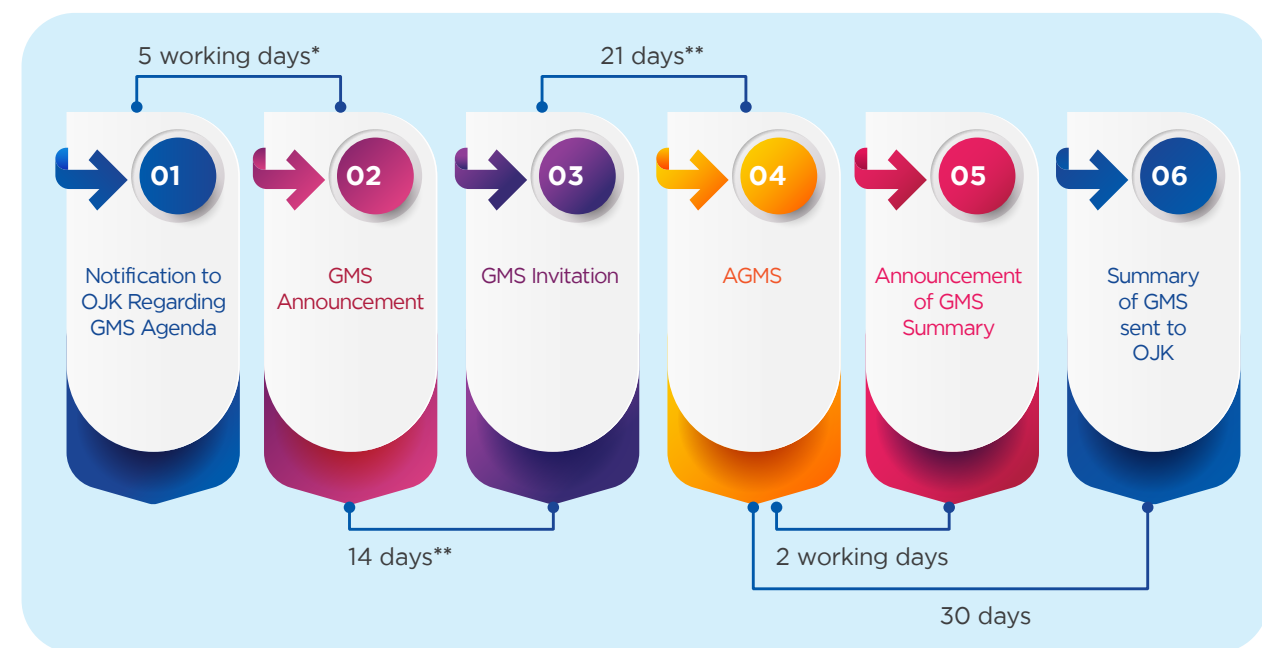 5 working days*
21 days**
01
02
03
04
05
06
Notification to
OJK Regarding
GMS Agenda
GMS
Announcement
GMS Invitation
AGMS
Announcement
of GMS
Summary
Summary
of GMS
sent to
OJK
14 days**
2 working days
30 days